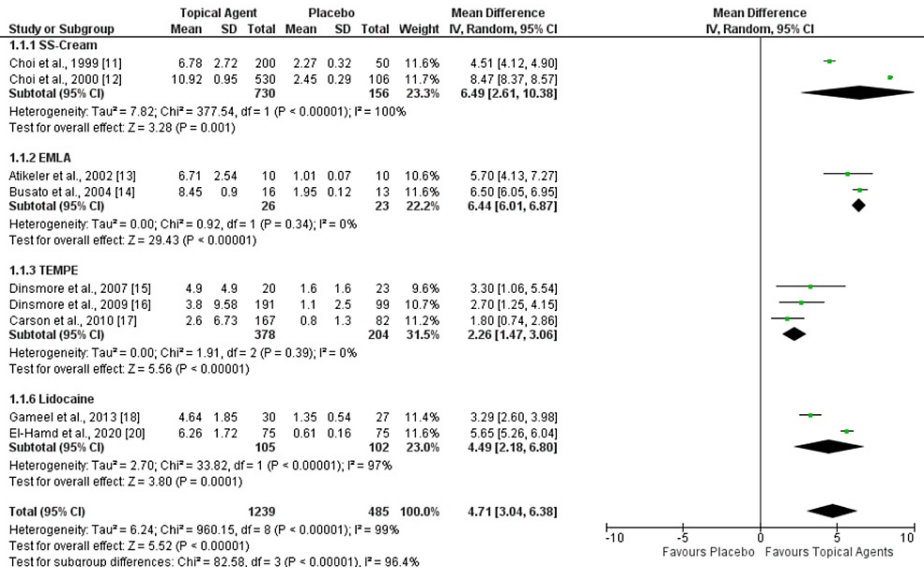 Topical Agent Placebo Mean Difference Mean Difference
Study or Subgroup Mean SD Total Mean SD Total Weight IV, Random, 95% CI IV, Random, 95% CI
1.1.1 SS-Cream
Choi et al., 1999 [11] 6.78 2.72 200 2.27 0.32 50 11.6% 4.51 [4.12, 4.90]
Choi et al., 2000 [12] 10.92 0.95 530 2.45 0.29 106 11.6% 8.47 [8.37, 8.57]
Subtotal (95% CI) 730 156 23.3% 6.49 [2.61, 10.38]
Heterogeneity: Tau² = 7.82; Chi² = 377.54, df = 1 (P < 0.00001); I² = 100%
Test for overall effect: Z = 3.28 (P = 0.001)
1.1.2 EMLA
Atikeler et al., 2002 [13] 6.71 2.54 10 1.01 0.07 10 10.6% 5.70 [4.13, 7.27]
Busato et al., 2004 [14] 8.45 0.9 16 1.95 0.12 13 11.6% 6.50 [6.05, 6.95]
Subtotal (95% CI) 26 23 22.2% 6.44 [6.01, 6.87]
Heterogeneity: Tau² = 0.00; Chi² = 0.92, df = 1 (P = 0.34); I² = 0%
Test for overall effect: Z = 29.43 (P < 0.00001)
1.1.3 TEMPE
Dinsmore et al., 2007 [15] 4.9 4.9 20 1.6 1.6 23 9.6% 3.30 [1.06, 5.54]
Dinsmore et al., 2009 [16] 3.8 9.58 191 1.1 2.5 99 10.7% 2.70 [1.25, 4.15]
Carson et al., 2010 [17] 2.6 6.73 167 0.8 1.3 82 11.2% 1.80 [0.74, 2.86]
Subtotal (95% CI) 378 204 31.5% 2.26 [1.47, 3.06]
Heterogeneity: Tau² = 0.00; Chi² = 1.91, df = 2 (P = 0.39); I² = 0%
Test for overall effect: Z = 5.56 (P < 0.00001)
1.1.6 Lidocaine
Gameel et al., 2013 [18] 4.64 1.85 30 1.35 0.54 27 11.4% 3.29 [2.60, 3.98]
El-Hamd et al., 2020 [20] 6.26 1.72 75 0.61 0.16 75 11.6% 5.65 [5.26, 6.04]
Subtotal (95% CI) 105 102 23.0% 4.49 [2.18, 6.80]
Heterogeneity: Tau² = 2.70; Chi² = 33.82, df = 1 (P < 0.00001); I² = 97%
Test for overall effect: Z = 3.80 (P = 0.0001)
Total (95% CI) 1239 485 100.0% 4.71 [3.04, 6.38]
Heterogeneity: Tau² = 6.24; Chi² = 960.15, df = 8 (P < 0.00001); I² = 99%
Test for overall effect: Z = 5.52 (P < 0.00001)
Test for subgroup differences: Chi² = 82.58, df = 3 (P < 0.00001), I² = 96.4%
-10 -5 0 5 10
Favours Placebo Favours Topical Agents